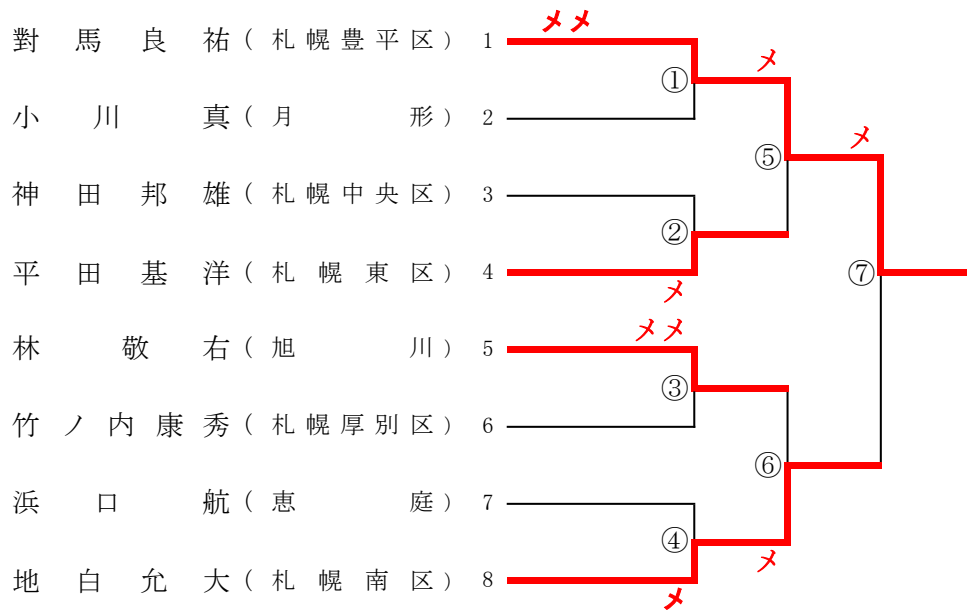 メメ
對馬良祐(札幌豊平区) 1
メ
①
小川真(月形) 2
メ
⑤
神田邦雄(札幌中央区) 3
②
平田基洋(札幌東区) 4
⑦
メ
メメ
林敬右(旭川) 5
③
竹ノ内康秀(札幌厚別区) 6
⑥
浜口航(恵庭) 7
④
メ
地白允大(札幌南区) 8
メ